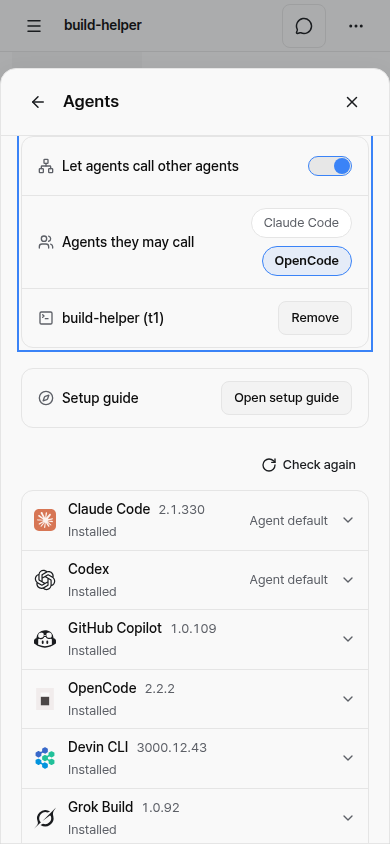 build-helper
Agents
Let agents call other agents
Agents they may call
Claude Code
OpenCode
build-helper (t1)
Remove
Setup guide
Open setup guide
Check again
Claude Code 2.1.330
Installed
Agent default
Codex
Installed
Agent default
GitHub Copilot 1.0.109
Installed
OpenCode 2.2.2
Installed
Devin CLI 3000.12.43
Installed
Grok Build 1.0.92
Installed